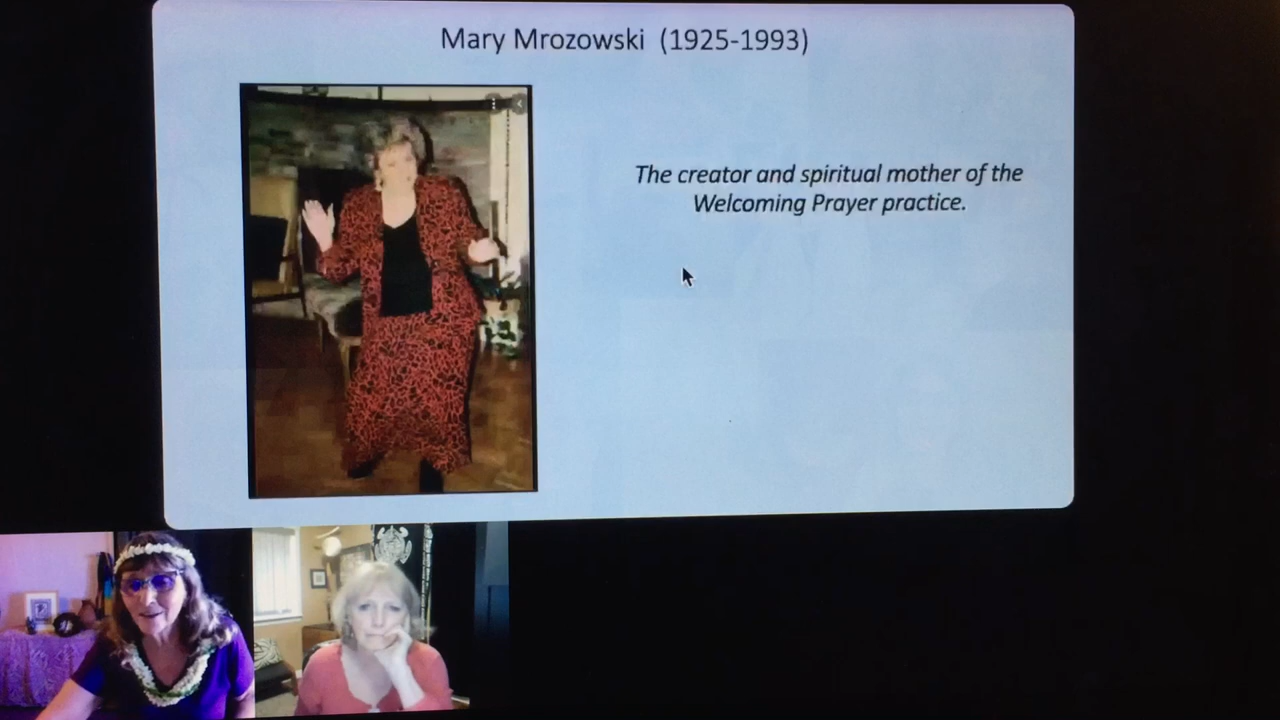 Mary Mrozowski (1925-1993)
The creator and spiritual mother of the
Welcoming Prayer practice.